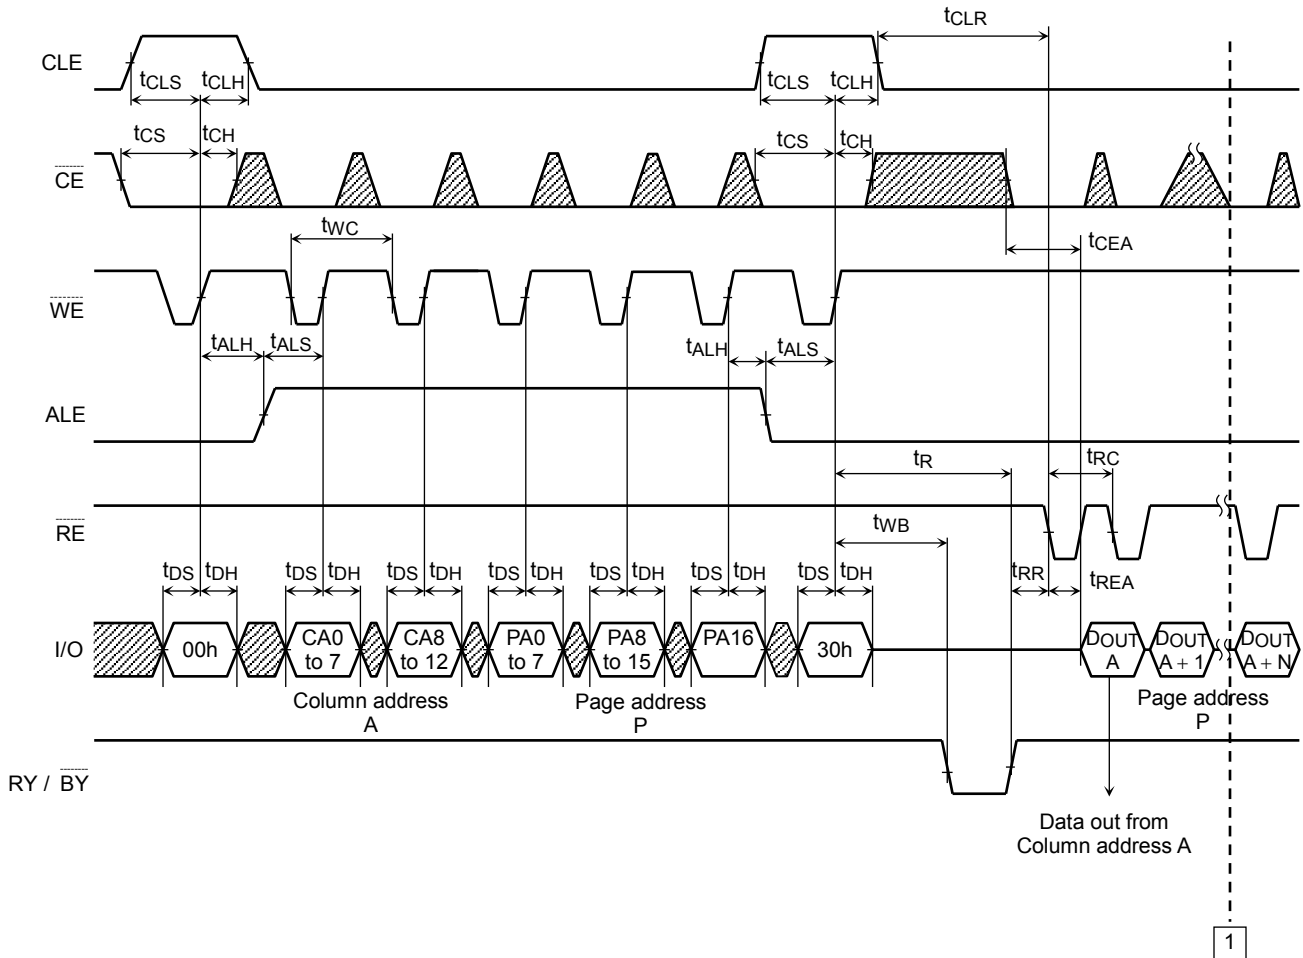 tCLR
CLE
tCLS tCLH tCLS tCLH
tCS tCH tCS tCH
CE
tWC
tCEA
WE
tALH tALS tALH tALS
ALE
tR tRC
RE
tWB
tDS tDH tDS tDH tDS tDH tDS tDH tDS tDH tDS tDH tDS tDH tRR tREA
I/O
00h
CA0
to 7
CA8
to 12
PA0
to 7
PA8
to 15
PA16
30h
DOUT
A
DOUT
A + 1
DOUT
A + N
Column address
A
Page address
P
Page address
P
RY / BY
Data out from
Column address A
1